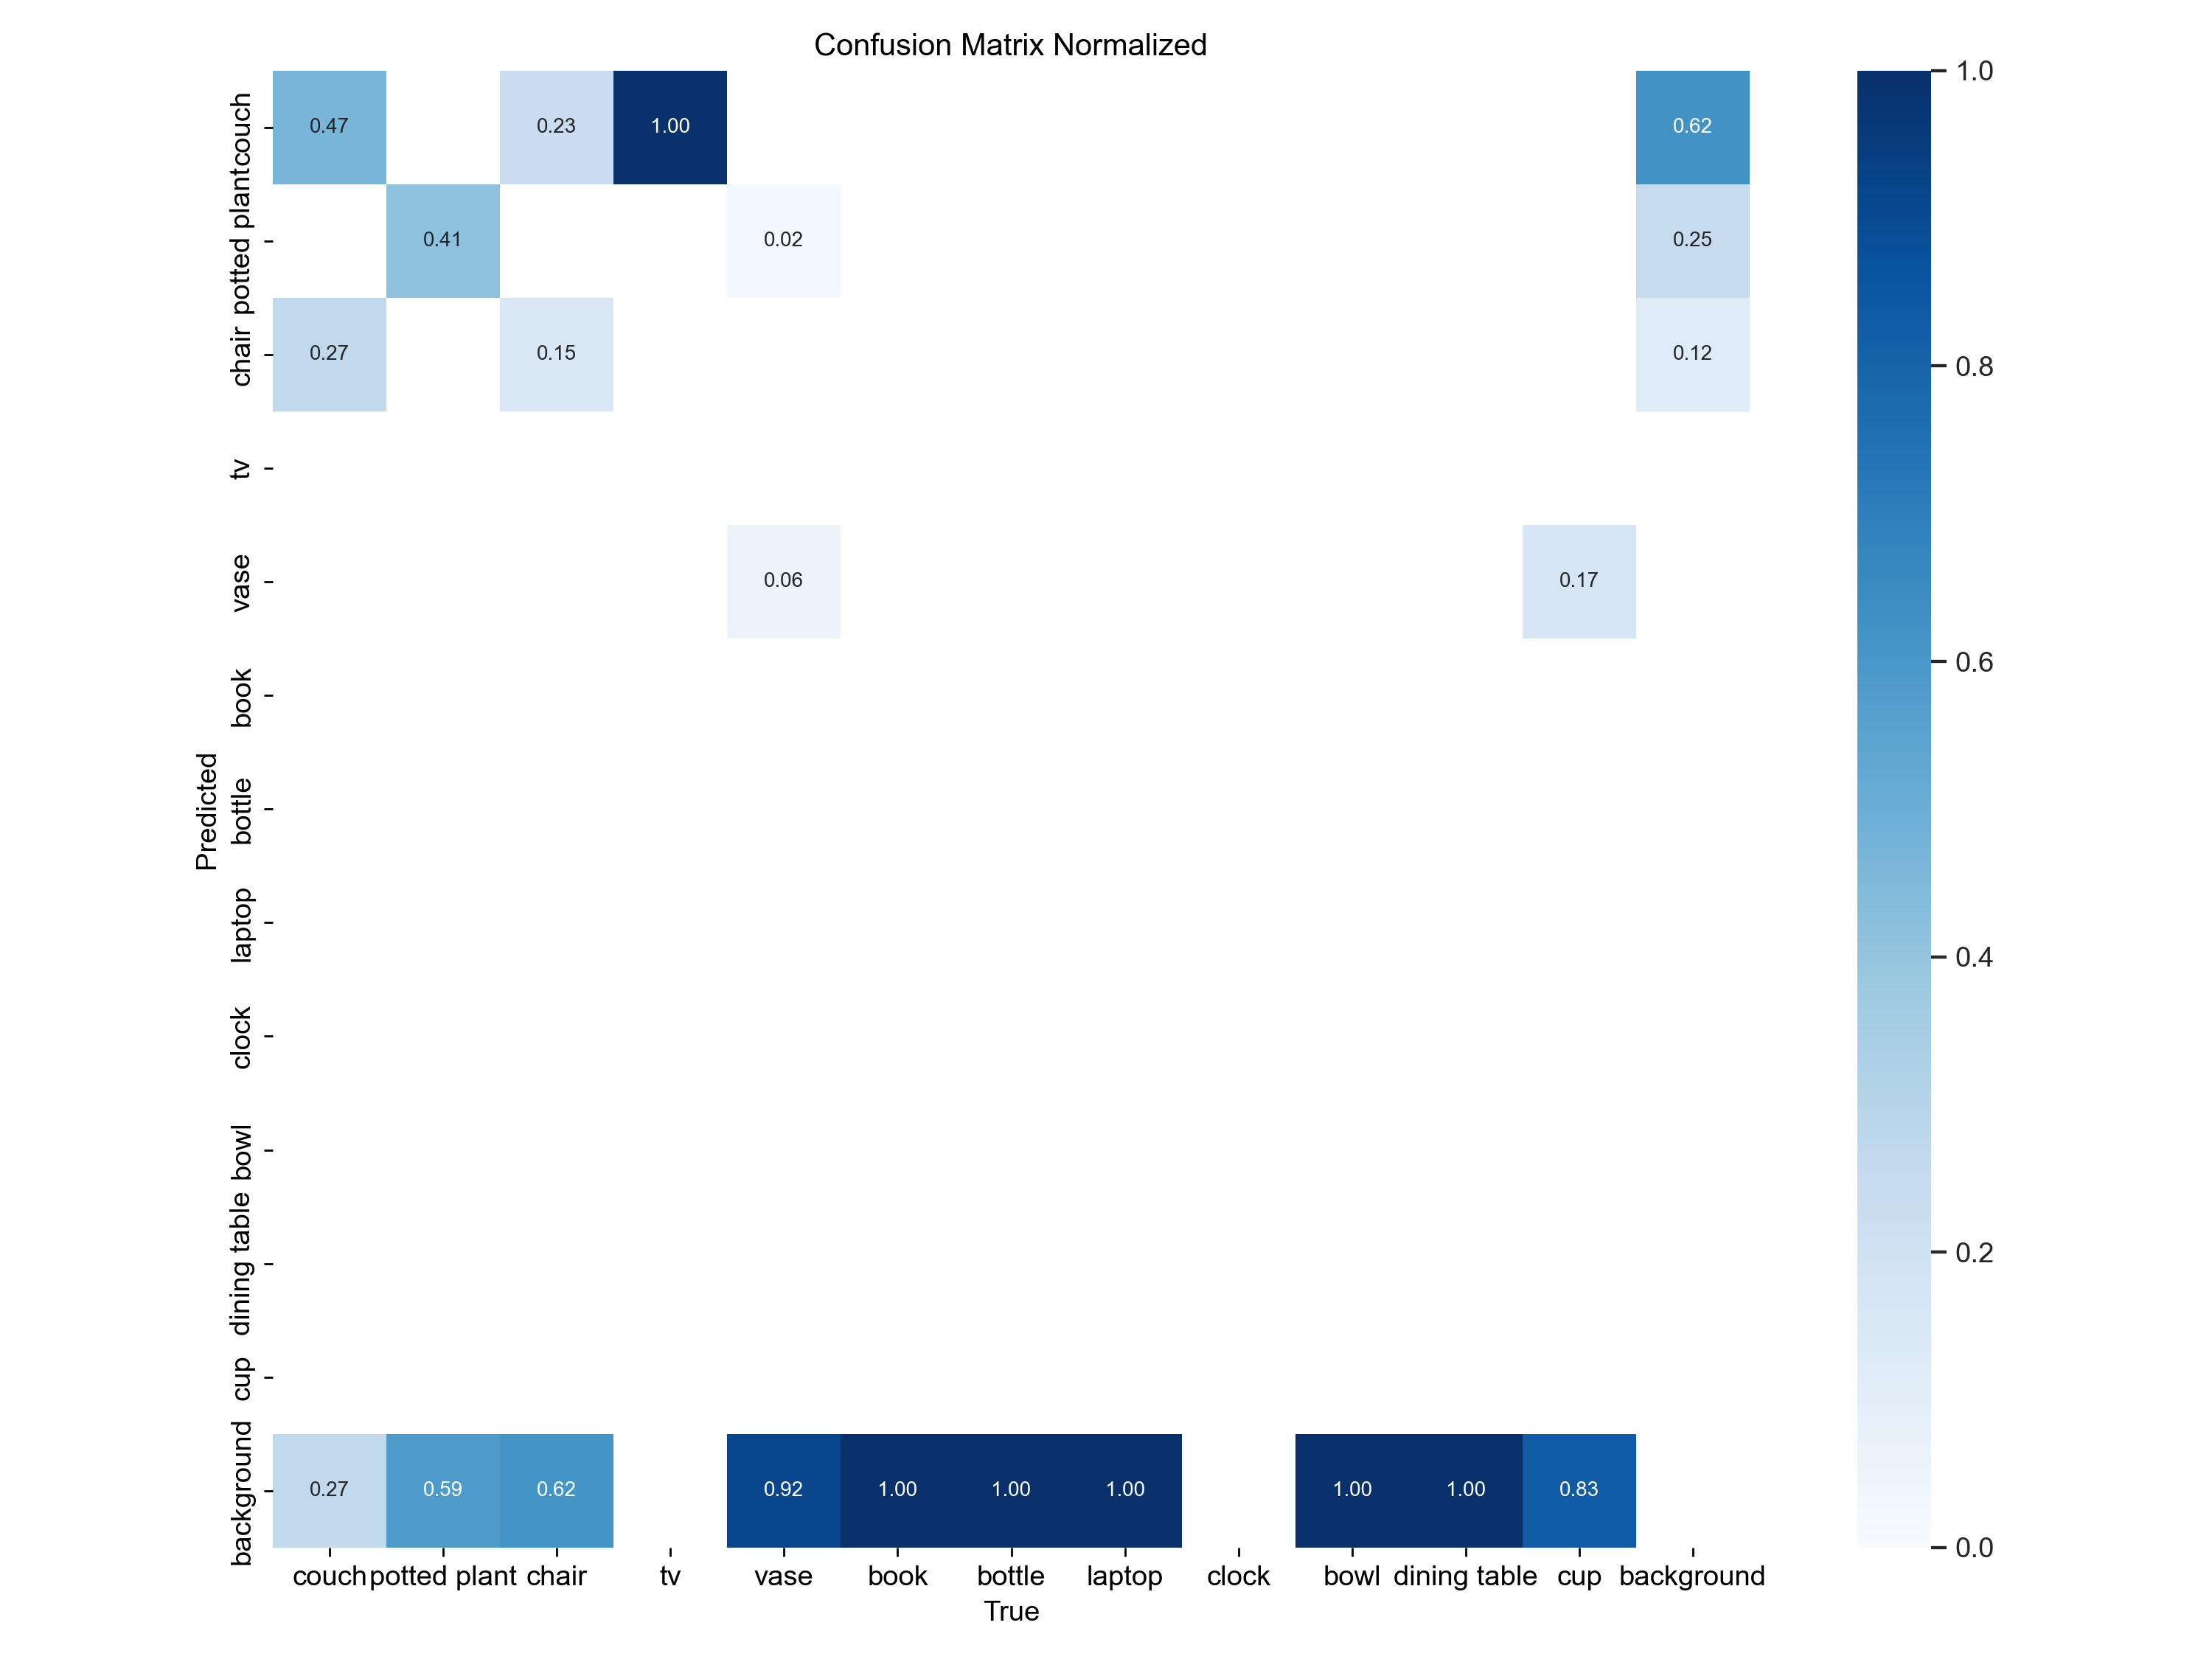 Confusion Matrix Normalized
couch
0.47
0.23
1.00
0.62
potted plant
0.41
0.02
0.25
chair
0.27
0.15
0.12
tv
vase
0.06
0.17
book
bottle
laptop
clock
bowl
dining table
cup
background
0.27
0.59
0.62
0.92
1.00
1.00
1.00
1.00
1.00
0.83
Predicted
couch
potted plant
chair
tv
vase
book
bottle
laptop
clock
bowl
dining table
cup
background
True
1.0
0.8
0.6
0.4
0.2
0.0